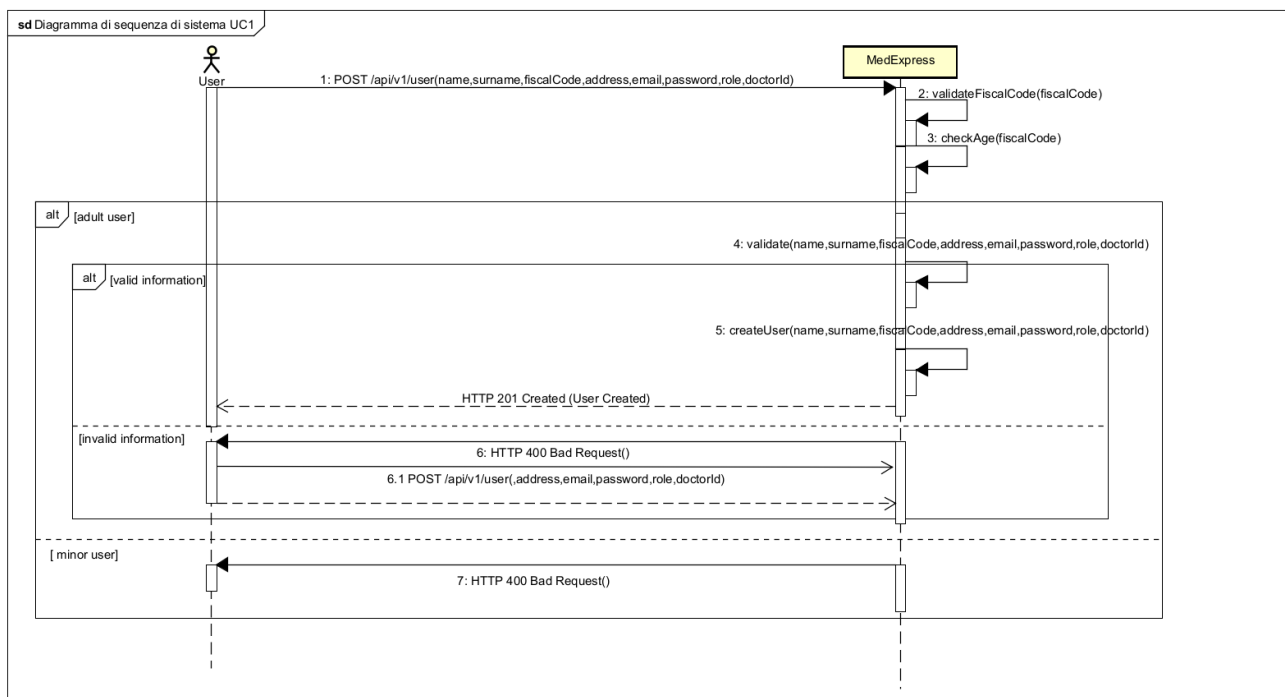 sd Diagramma di sequenza di sistema UC1
User
MedExpress
1: POST /api/v1/user(name,surname,fiscalCode,address,email,password,role,doctorId)
2: validateFiscalCode(fiscalCode)
3: checkAge(fiscalCode)
alt [adult user]
4: validate(name,surname,fiscalCode,address,email,password,role,doctorId)
alt [valid information]
5: createUser(name,surname,fiscalCode,address,email,password,role,doctorId)
HTTP 201 Created (User Created)
[invalid information]
6: HTTP 400 Bad Request()
6.1 POST /api/v1/user(,address,email,password,role,doctorId)
[ minor user]
7: HTTP 400 Bad Request()